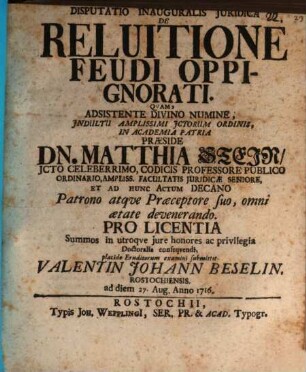 DISPUTATIO INAUGURALIS JURIDICA
DE
RELUITIONE
FEUDI OPPI-
GNORATI.
QUAM,
ADSISTENTE DIVINO NUMINE,
INDULTU AMPLISSIMI JCTORUM ORDINIS,
IN ACADEMIA PATRIA
PRÆSIDE
DN. MATTHIA STEIN/
JCTO CELEBERRIMO, CODICIS PROFESSORE PUBLICO
ORDINARIO, AMPLISS. FACULTATIS JURIDICÆ SENIORE,
ET AD HUNC ACTUM DECANO
Patrono atqve Præceptore suo, omni
ætate devenerando.
PRO LICENTIA
Summos in utroqve jure honores ac privilegia
Doctoralia consequendi,
placido Eruditorum examini submittit
VALENTIN JOHANN BESELIN.
ROSTOCHIENSIS.
ad diem 27. Aug. Anno 1716.
ROSTOCHII,
Typis Joh. WEPPLINGI, SER. PR. & ACAD. Typogr.